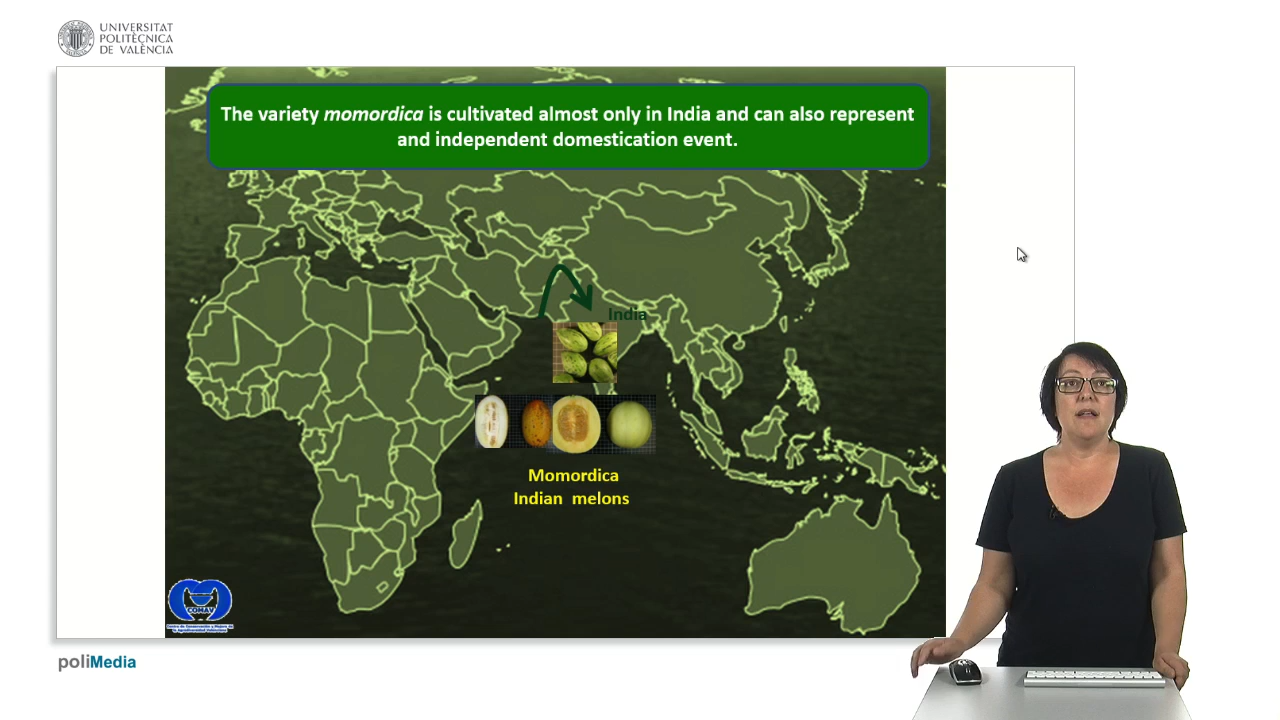 UNIVERSITAT
POLITÈCNICA
DE VALÈNCIA
The variety momordica is cultivated almost only in India and can also represent
and independent domestication event.
India
Momordica
Indian melons
COMAV
poliMedia